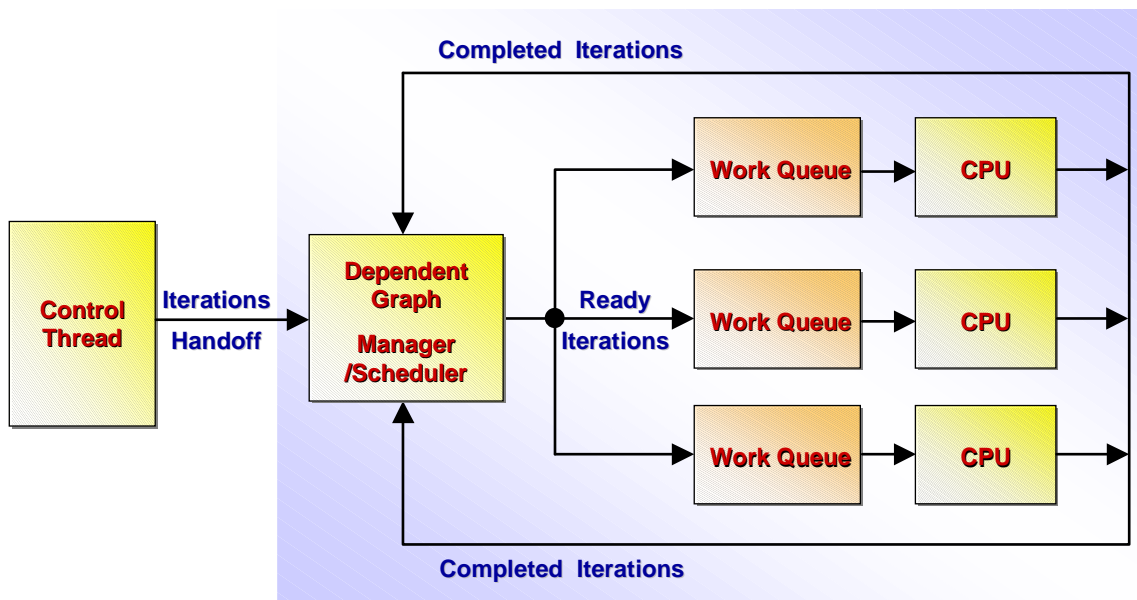 Completed Iterations
Work Queue
CPU
Control
Thread
Iterations
Handoff
Dependent
Graph
Manager
/Scheduler
Ready
Iterations
Work Queue
CPU
Work Queue
CPU
Completed Iterations